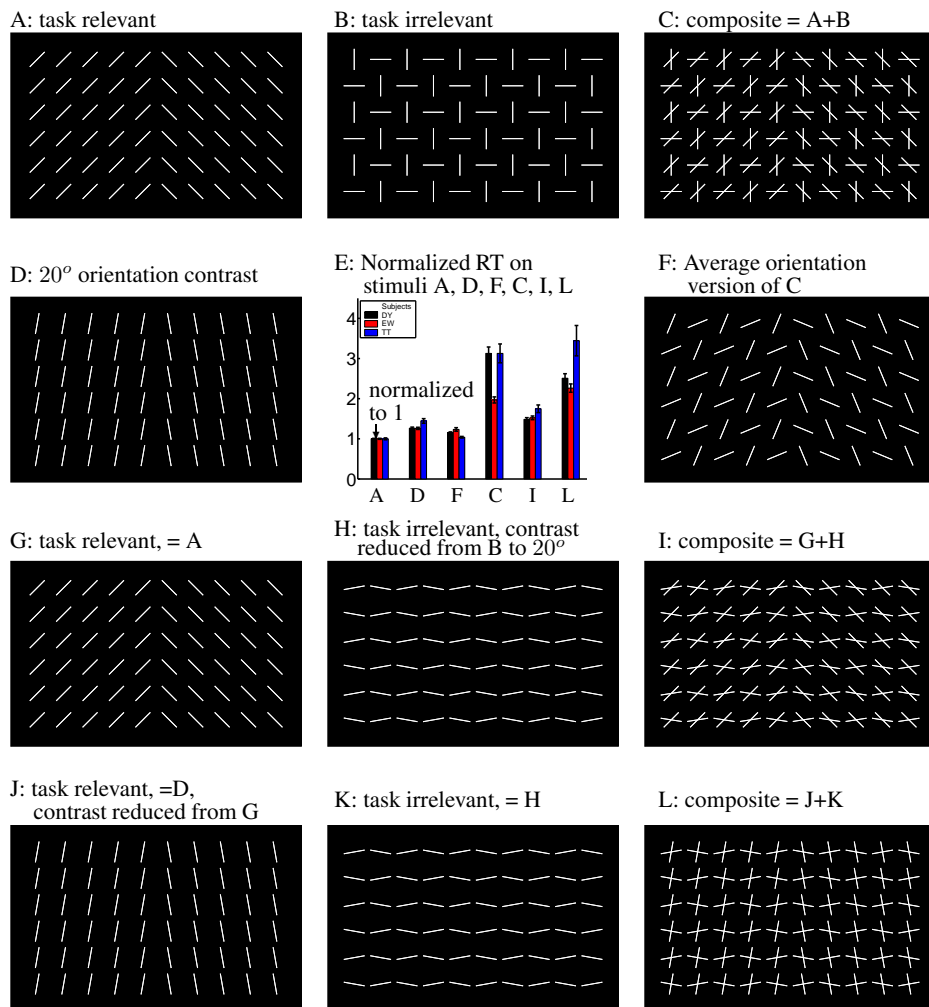 A: task relevant
B: task irrelevant
C: composite = A+B
D: 20° orientation contrast
E: Normalized RT on
stimuli A, D, F, C, I, L
Subjects
DY
EW
TT
4
3
2
1
0
normalized
to 1
A D F C I L
F: Average orientation
version of C
G: task relevant, = A
H: task irrelevant, contrast
reduced from B to 20°
I: composite = G+H
J: task relevant, =D,
contrast reduced from G
K: task irrelevant, = H
L: composite = J+K